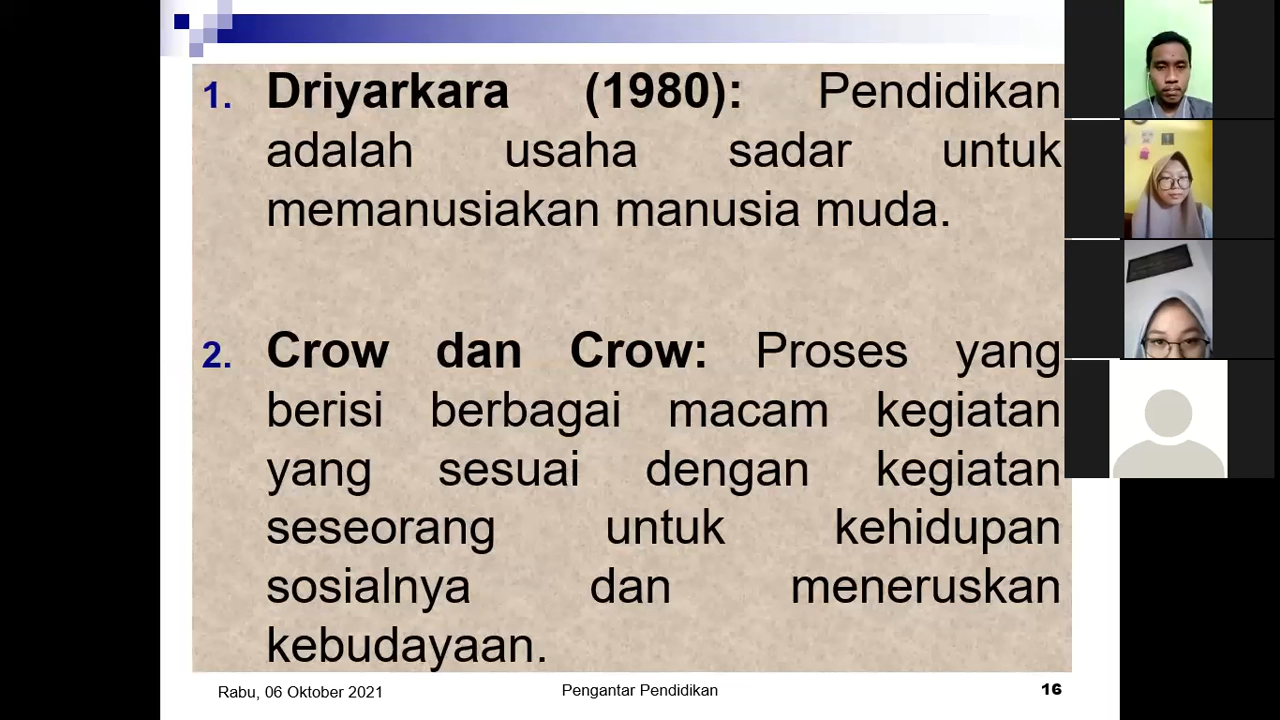 1. Driyarkara (1980): Pendidikan
adalah usaha sadar untuk
memanusiakan manusia muda.
2. Crow dan Crow: Proses yang
berisi berbagai macam kegiatan
yang sesuai dengan kegiatan
seseorang untuk kehidupan
sosialnya dan meneruskan
kebudayaan.
Rabu, 06 Oktober 2021
Pengantar Pendidikan
16